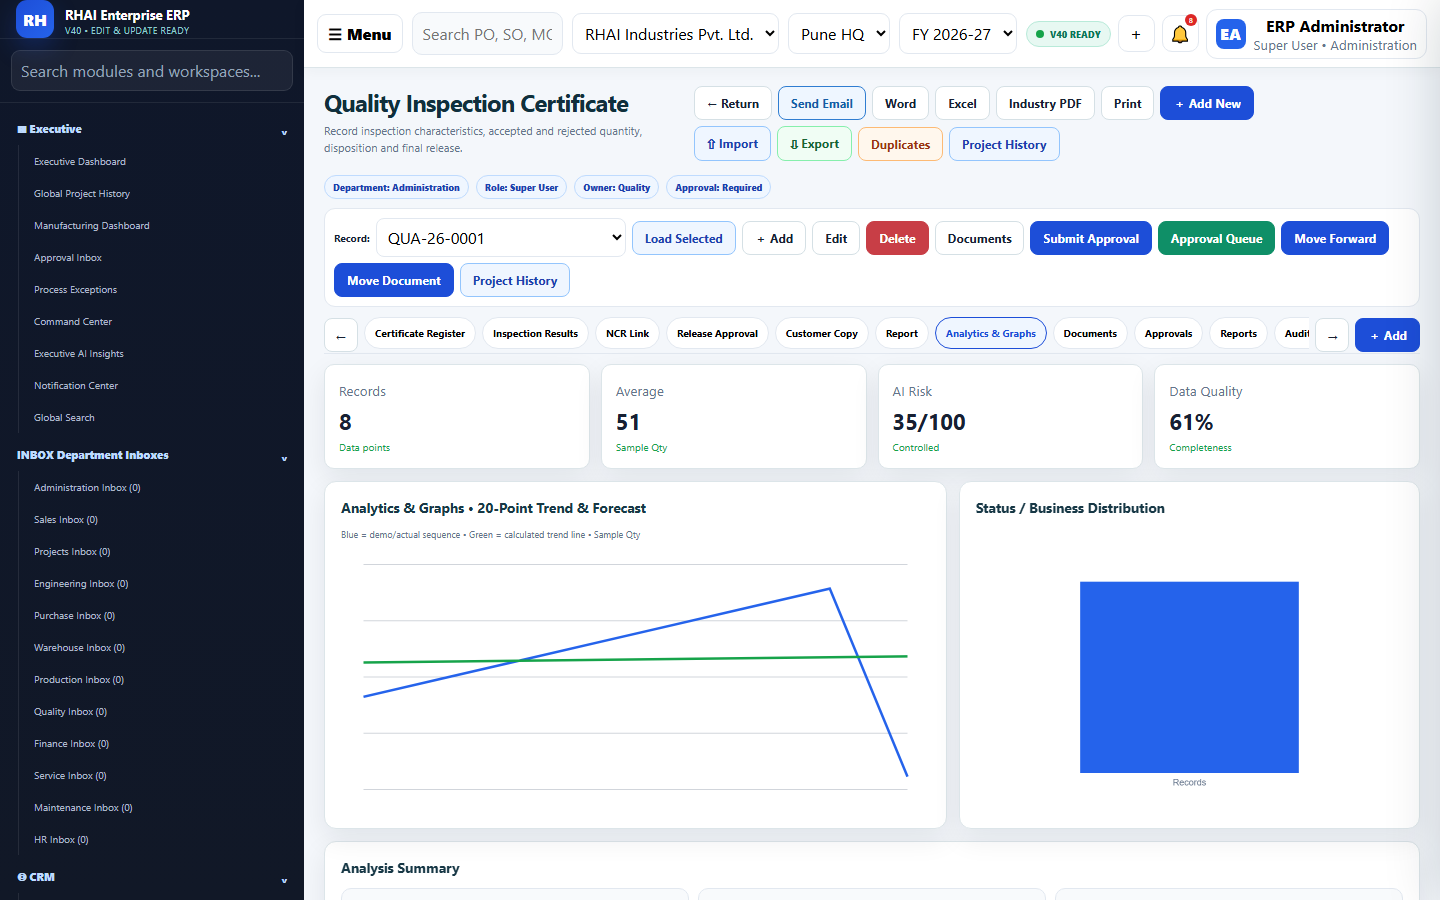 RH
RHAI Enterprise ERP
V40 • EDIT & UPDATE READY
Search modules and workspaces...
Executive
Executive Dashboard
Global Project History
Manufacturing Dashboard
Approval Inbox
Process Exceptions
Command Center
Executive AI Insights
Notification Center
Global Search
INBOX Department Inboxes
Administration Inbox (0)
Sales Inbox (0)
Projects Inbox (0)
Engineering Inbox (0)
Purchase Inbox (0)
Warehouse Inbox (0)
Production Inbox (0)
Quality Inbox (0)
Finance Inbox (0)
Service Inbox (0)
Maintenance Inbox (0)
HR Inbox (0)
CRM
☰ Menu
Search PO, SO, MO
RHAI Industries Pvt. Ltd.
Pune HQ
FY 2026-27
V40 READY
+
8
EA
ERP Administrator
Super User • Administration
Quality Inspection Certificate
Record inspection characteristics, accepted and rejected quantity,
disposition and final release.
← Return
Send Email
Word
Excel
Industry PDF
Print
+ Add New
⇧ Import
⇩ Export
Duplicates
Project History
Department: Administration
Role: Super User
Owner: Quality
Approval: Required
Record:
QUA-26-0001
Load Selected
+ Add
Edit
Delete
Documents
Submit Approval
Approval Queue
Move Forward
Move Document
Project History
←
Certificate Register
Inspection Results
NCR Link
Release Approval
Customer Copy
Report
Analytics & Graphs
Documents
Approvals
Reports
Audit
→
+ Add
Records
8
Data points
Average
51
Sample Qty
AI Risk
35/100
Controlled
Data Quality
61%
Completeness
Analytics & Graphs • 20-Point Trend & Forecast
Blue = demo/actual sequence • Green = calculated trend line • Sample Qty
Status / Business Distribution
Records
Analysis Summary